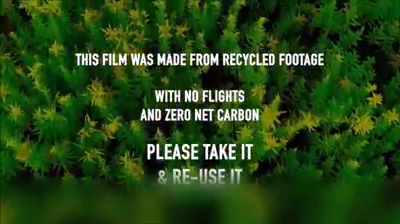 THIS FILM WAS MADE FROM RECYCLED FOOTAGE
WITH NO FLIGHTS
AND ZERO NET CARBON
PLEASE TAKE IT
& RE-USE IT